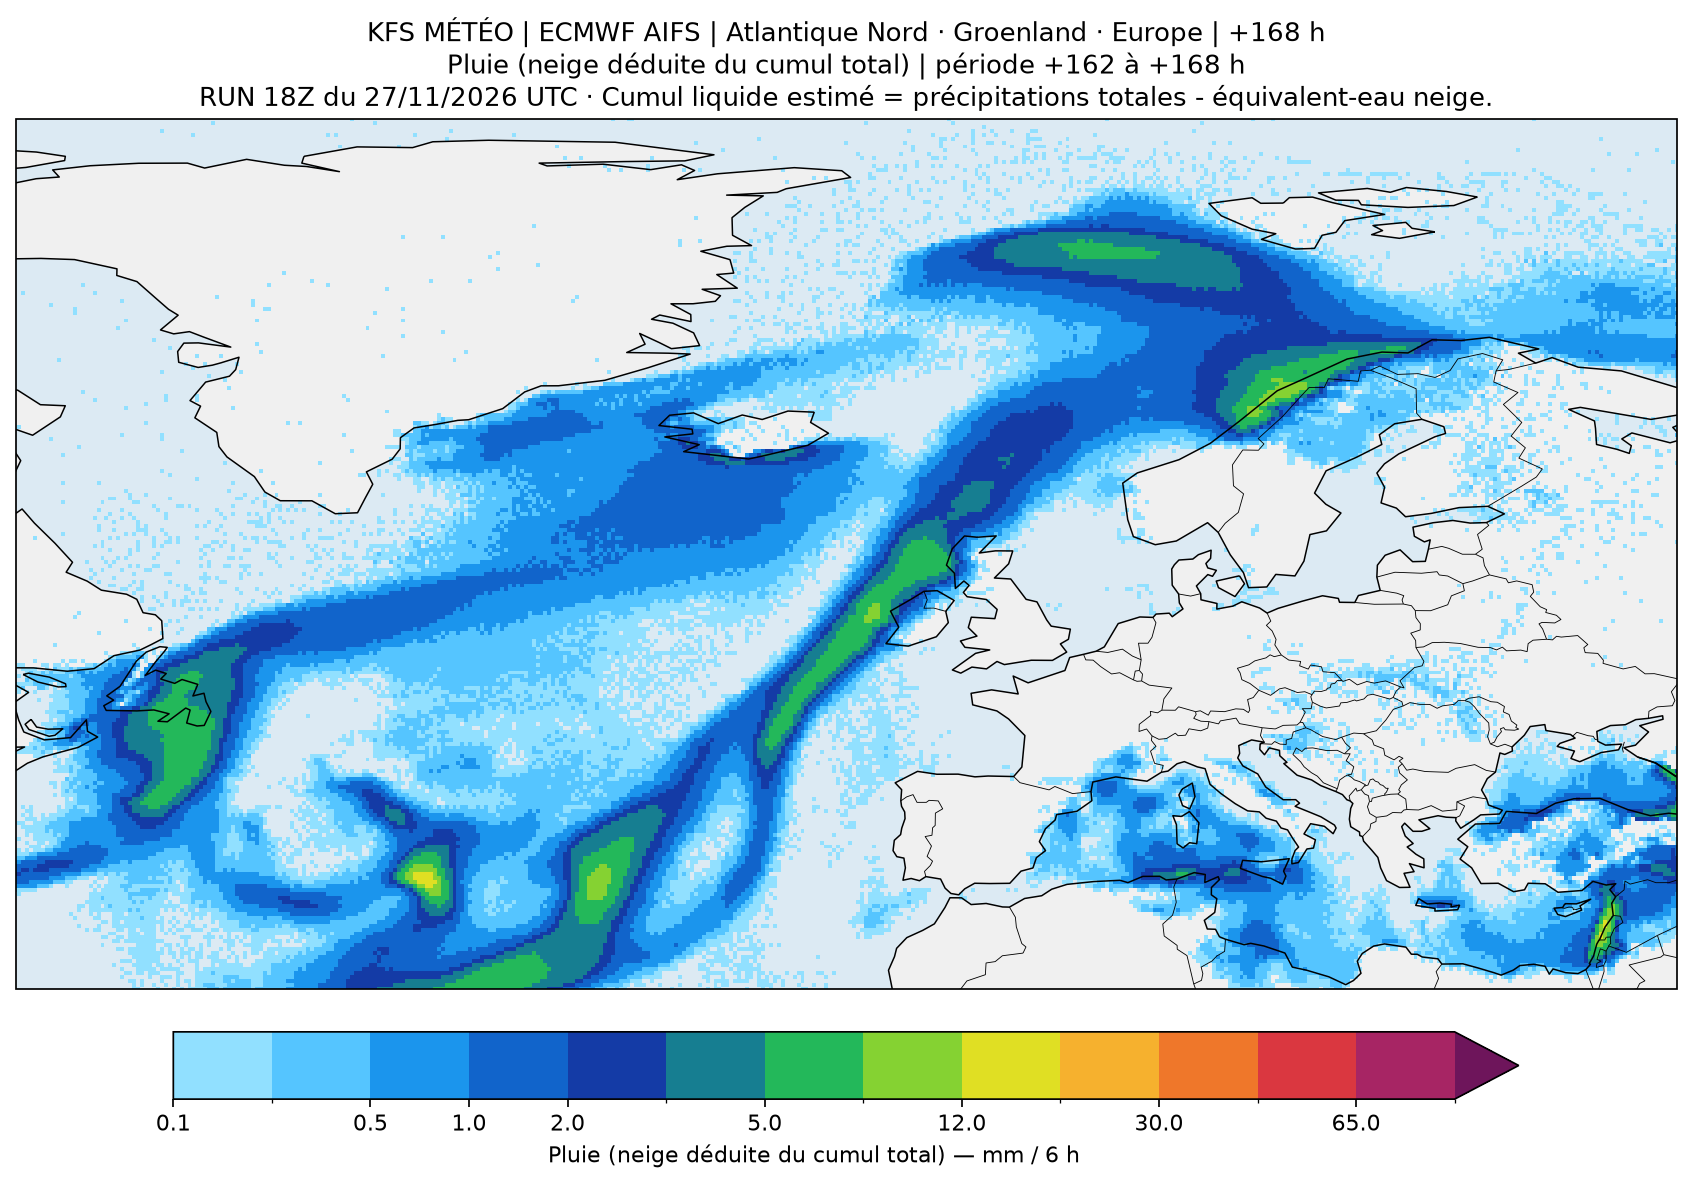 KFS MÉTÉO | ECMWF AIFS | Atlantique Nord · Groenland · Europe | +168 h
Pluie (neige déduite du cumul total) | période +162 à +168 h
RUN 18Z du 27/11/2026 UTC · Cumul liquide estimé = précipitations totales - équivalent-eau neige.
0.1 0.5 1.0 2.0 5.0 12.0 30.0 65.0
Pluie (neige déduite du cumul total) — mm / 6 h